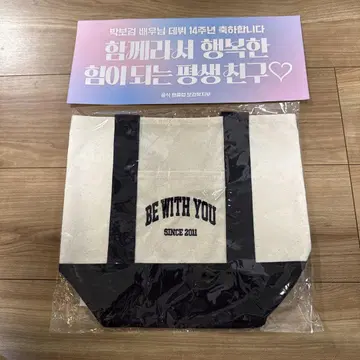 박보검 배우님 데뷔 14주년 축하합니다
함께라서 행복한
힘이 되는 평생 친구♡
BE WITH YOU
SINCE 2011